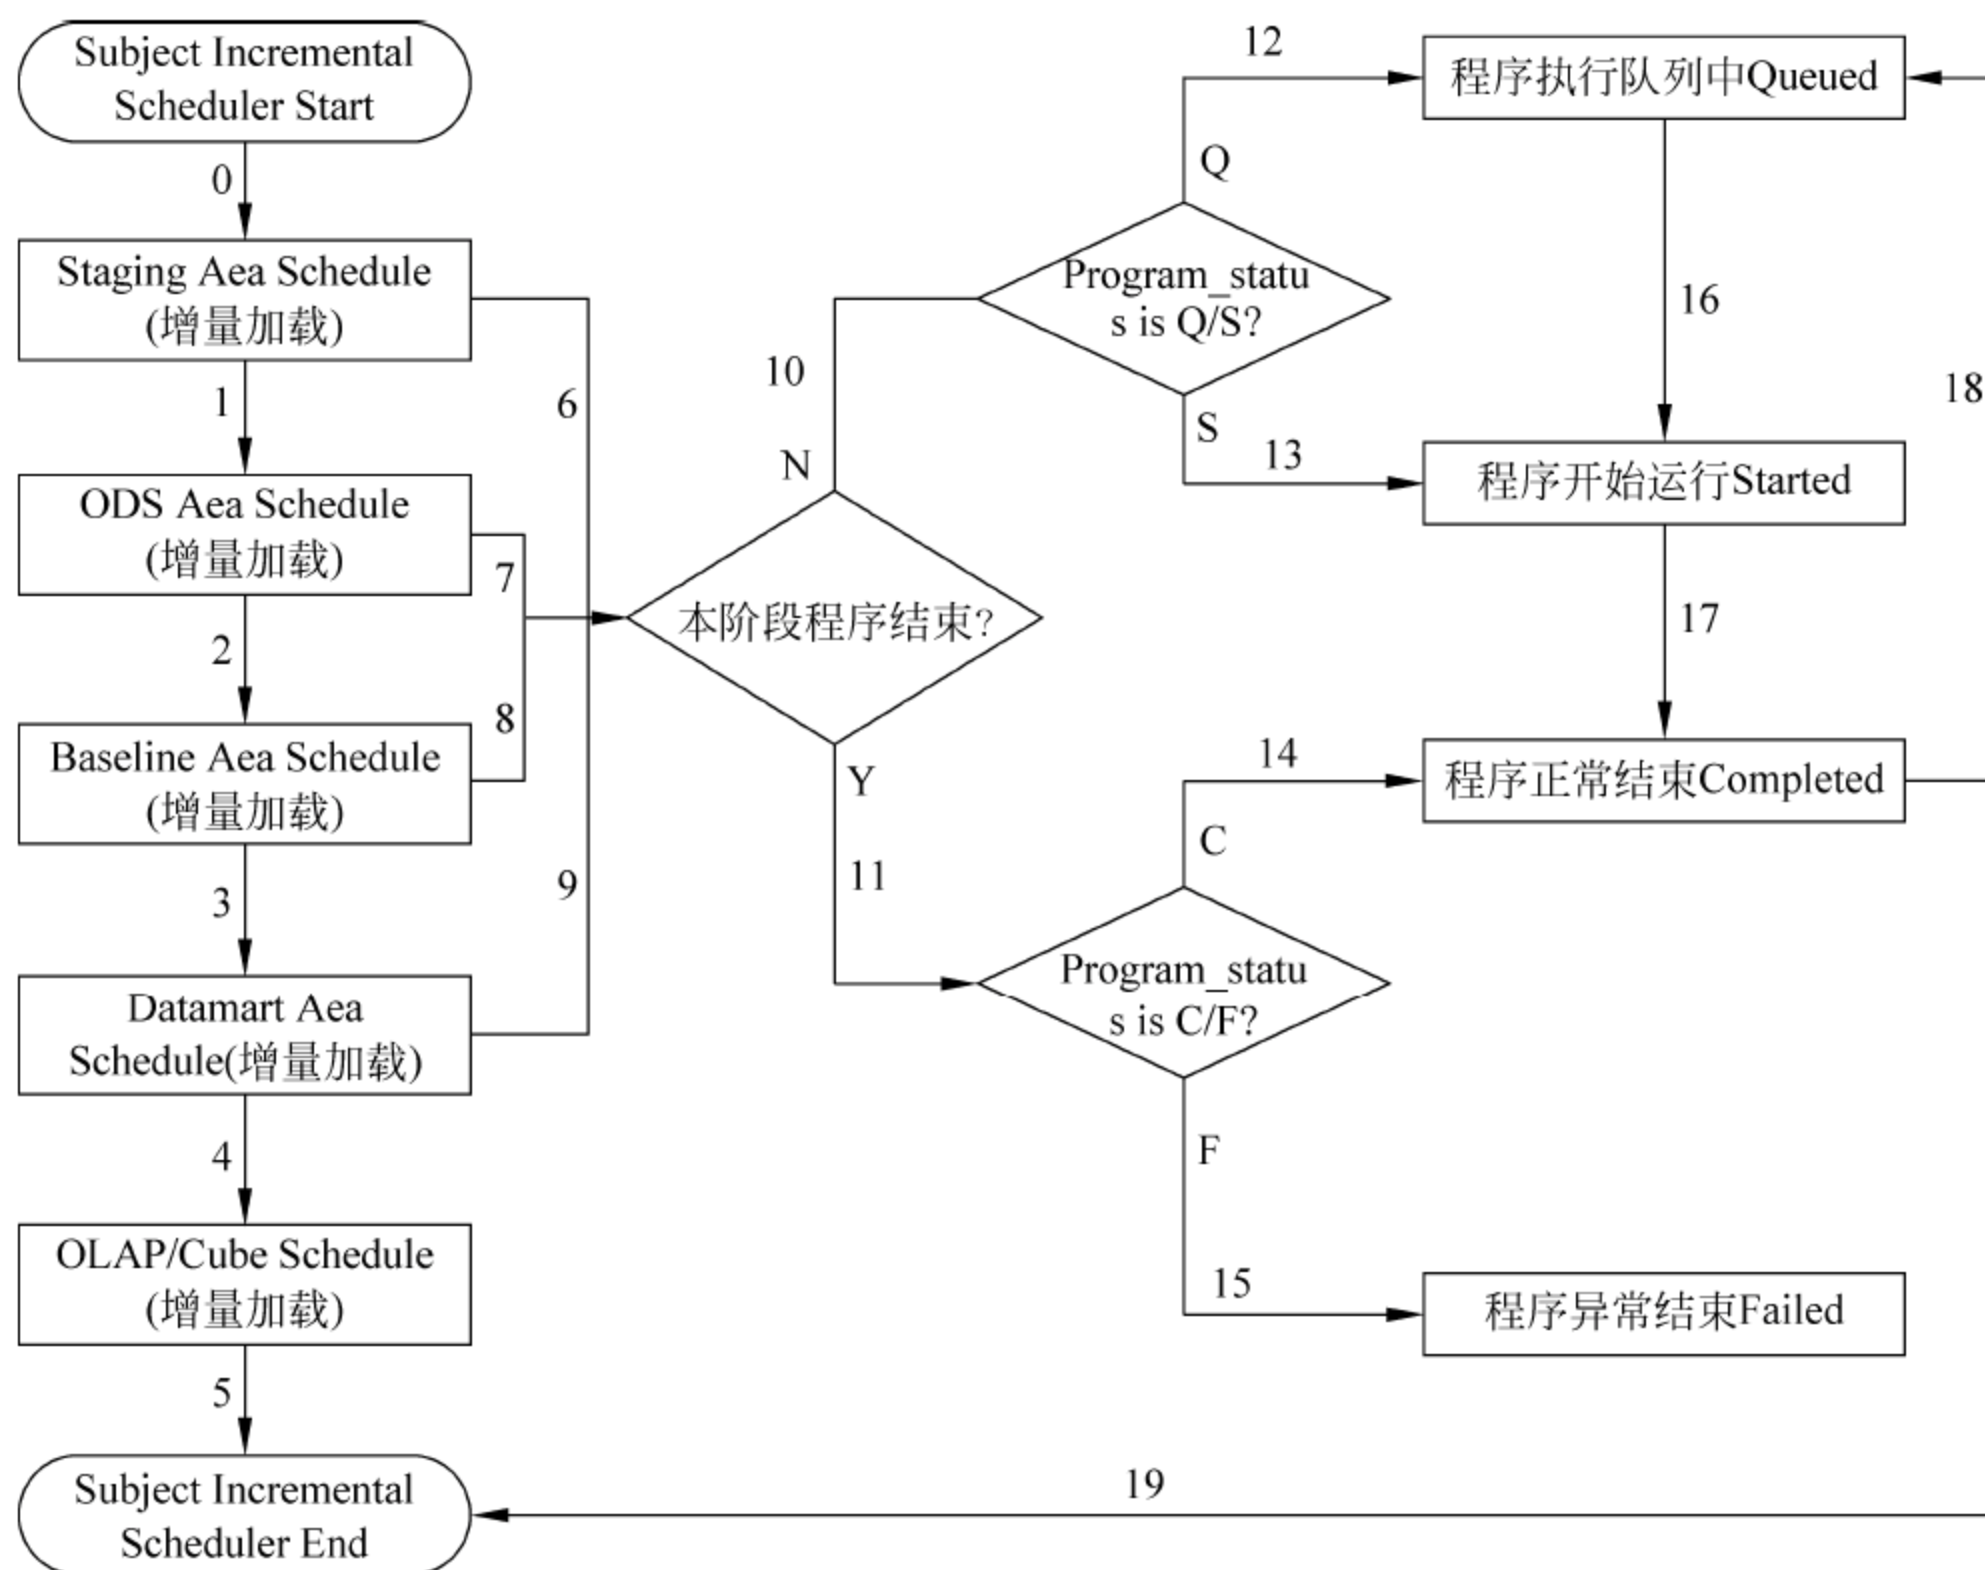 Subject Incremental
Scheduler Start
0
Staging Aea Schedule
(增量加载)
1
ODS Aea Schedule
(增量加载)
2
Baseline Aea Schedule
(增量加载)
3
Datamart Aea
Schedule(增量加载)
4
OLAP/Cube Schedule
(增量加载)
5
Subject Incremental
Scheduler End
6
7
8
9
本阶段程序结束?
N
10
Y
11
Program_statu
s is Q/S?
Q
12
S
13
Program_statu
s is C/F?
C
14
F
15
程序执行队列中Queued
16
程序开始运行Started
17
程序正常结束Completed
18
程序异常结束Failed
19